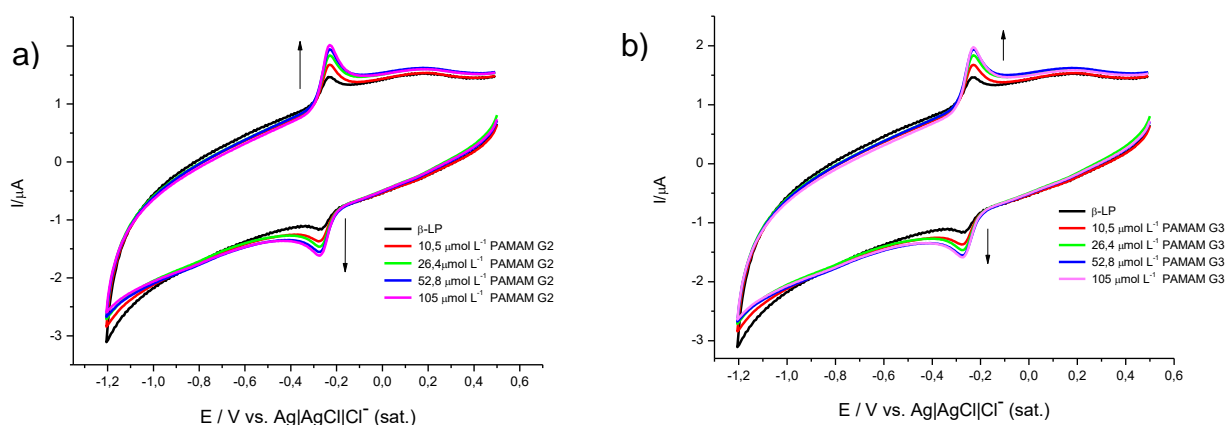 a)
I/µA
2
1
0
-1
-2
-3
β-LP
10,5 µmol L⁻¹ PAMAM G2
26,4µmol L⁻¹ PAMAM G2
52,8 µmol L⁻¹ PAMAM G2
105 µmol L⁻¹ PAMAM G2
-1,2 -1,0 -0,8 -0,6 -0,4 -0,2 0,0 0,2 0,4 0,6
E / V vs. Ag|AgCl|Cl⁻ (sat.)
b)
I/µA
2
1
0
-1
-2
-3
β-LP
10,5 µmol L⁻¹ PAMAM G3
26,4 µmol L⁻¹ PAMAM G3
52,8 µmol L⁻¹ PAMAM G3
105 µmol L⁻¹ PAMAM G3
-1,2 -1,0 -0,8 -0,6 -0,4 -0,2 0,0 0,2 0,4 0,6
E / V vs. Ag|AgCl|Cl⁻ (sat.)